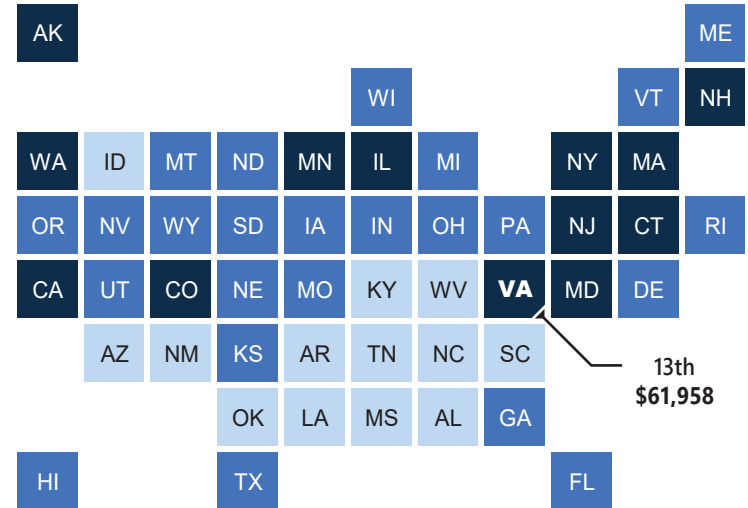 AK ME
WI VT NH
WA ID MT ND MN IL MI NY MA
OR NV WY SD IA IN OH PA NJ CT RI
CA UT CO NE MO KY WV VA MD DE
AZ NM KS AR TN NC SC
13th
$61,958
OK LA MS AL GA
HI TX FL